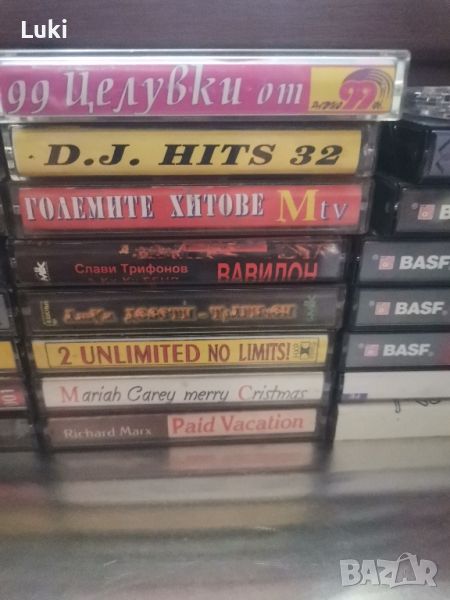 Luki
99 Целувки от
99
D.J. HITS 32
ГОЛЕМИТЕ ХИТОВЕ Mtv
Слави Трифонов
ВАВИЛОН
BASF
BASF
BASF
2 UNLIMITED NO LIMITS!
Mariah Carey merry Cristmas
Richard Marx Paid Vacation
101
BAZAR